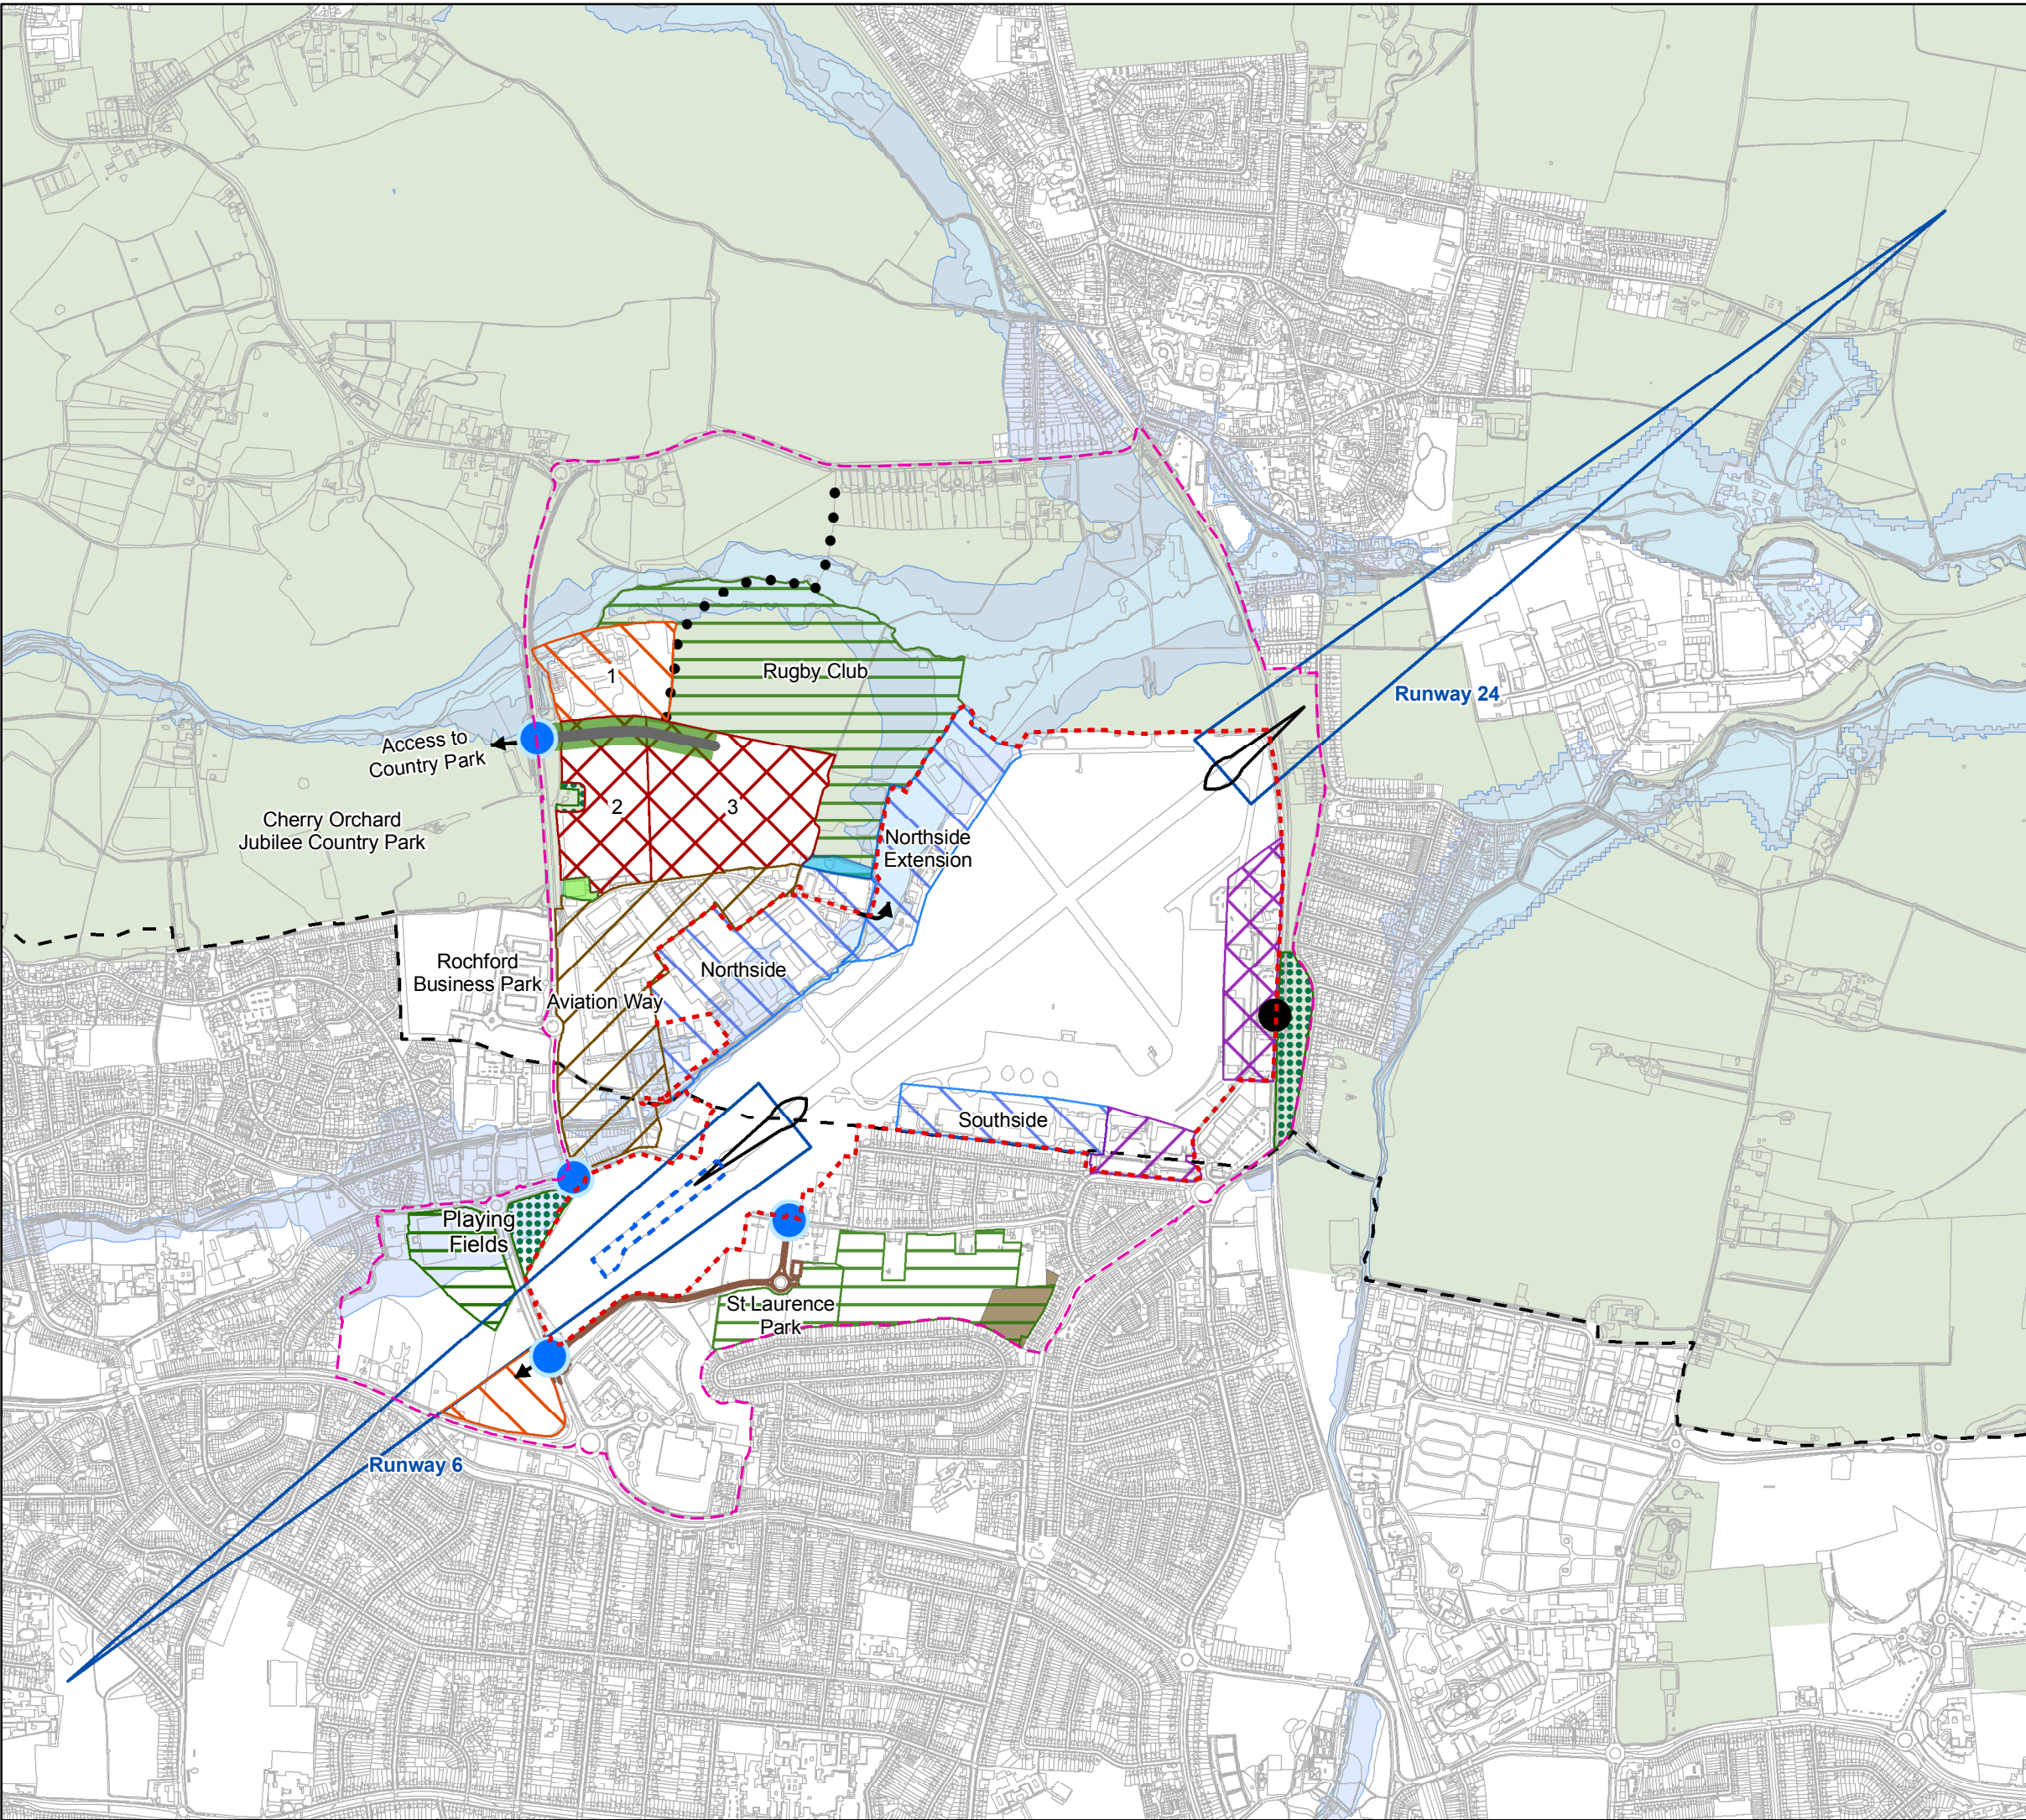 Runway 24
Rugby Club
1
Access to
Country Park
2
3
Cherry Orchard
Jubilee Country Park
Northside
Extension
Rochford
Business Park
Northside
Aviation Way
Southside
Playing
Fields
St Laurence
Park
Runway 6